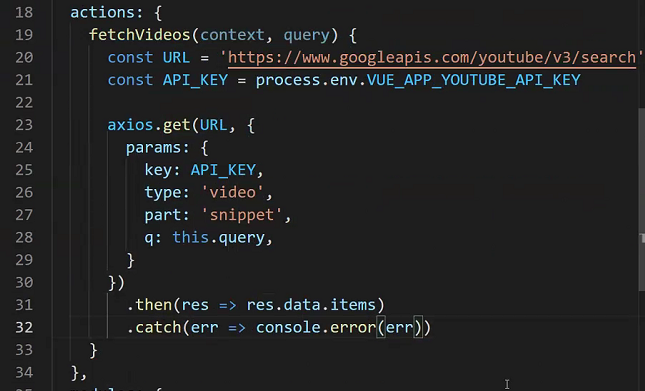 18 actions: {
19 fetchVideos(context, query) {
20 const URL = 'https://www.googleapis.com/youtube/v3/search'
21 const API_KEY = process.env.VUE_APP_YOUTUBE_API_KEY
22
23 axios.get(URL, {
24 params: {
25 key: API_KEY,
26 type: 'video',
27 part: 'snippet',
28 q: this.query,
29 }
30 })
31 .then(res => res.data.items)
32 .catch(err => console.error(err))
33 }
34 },